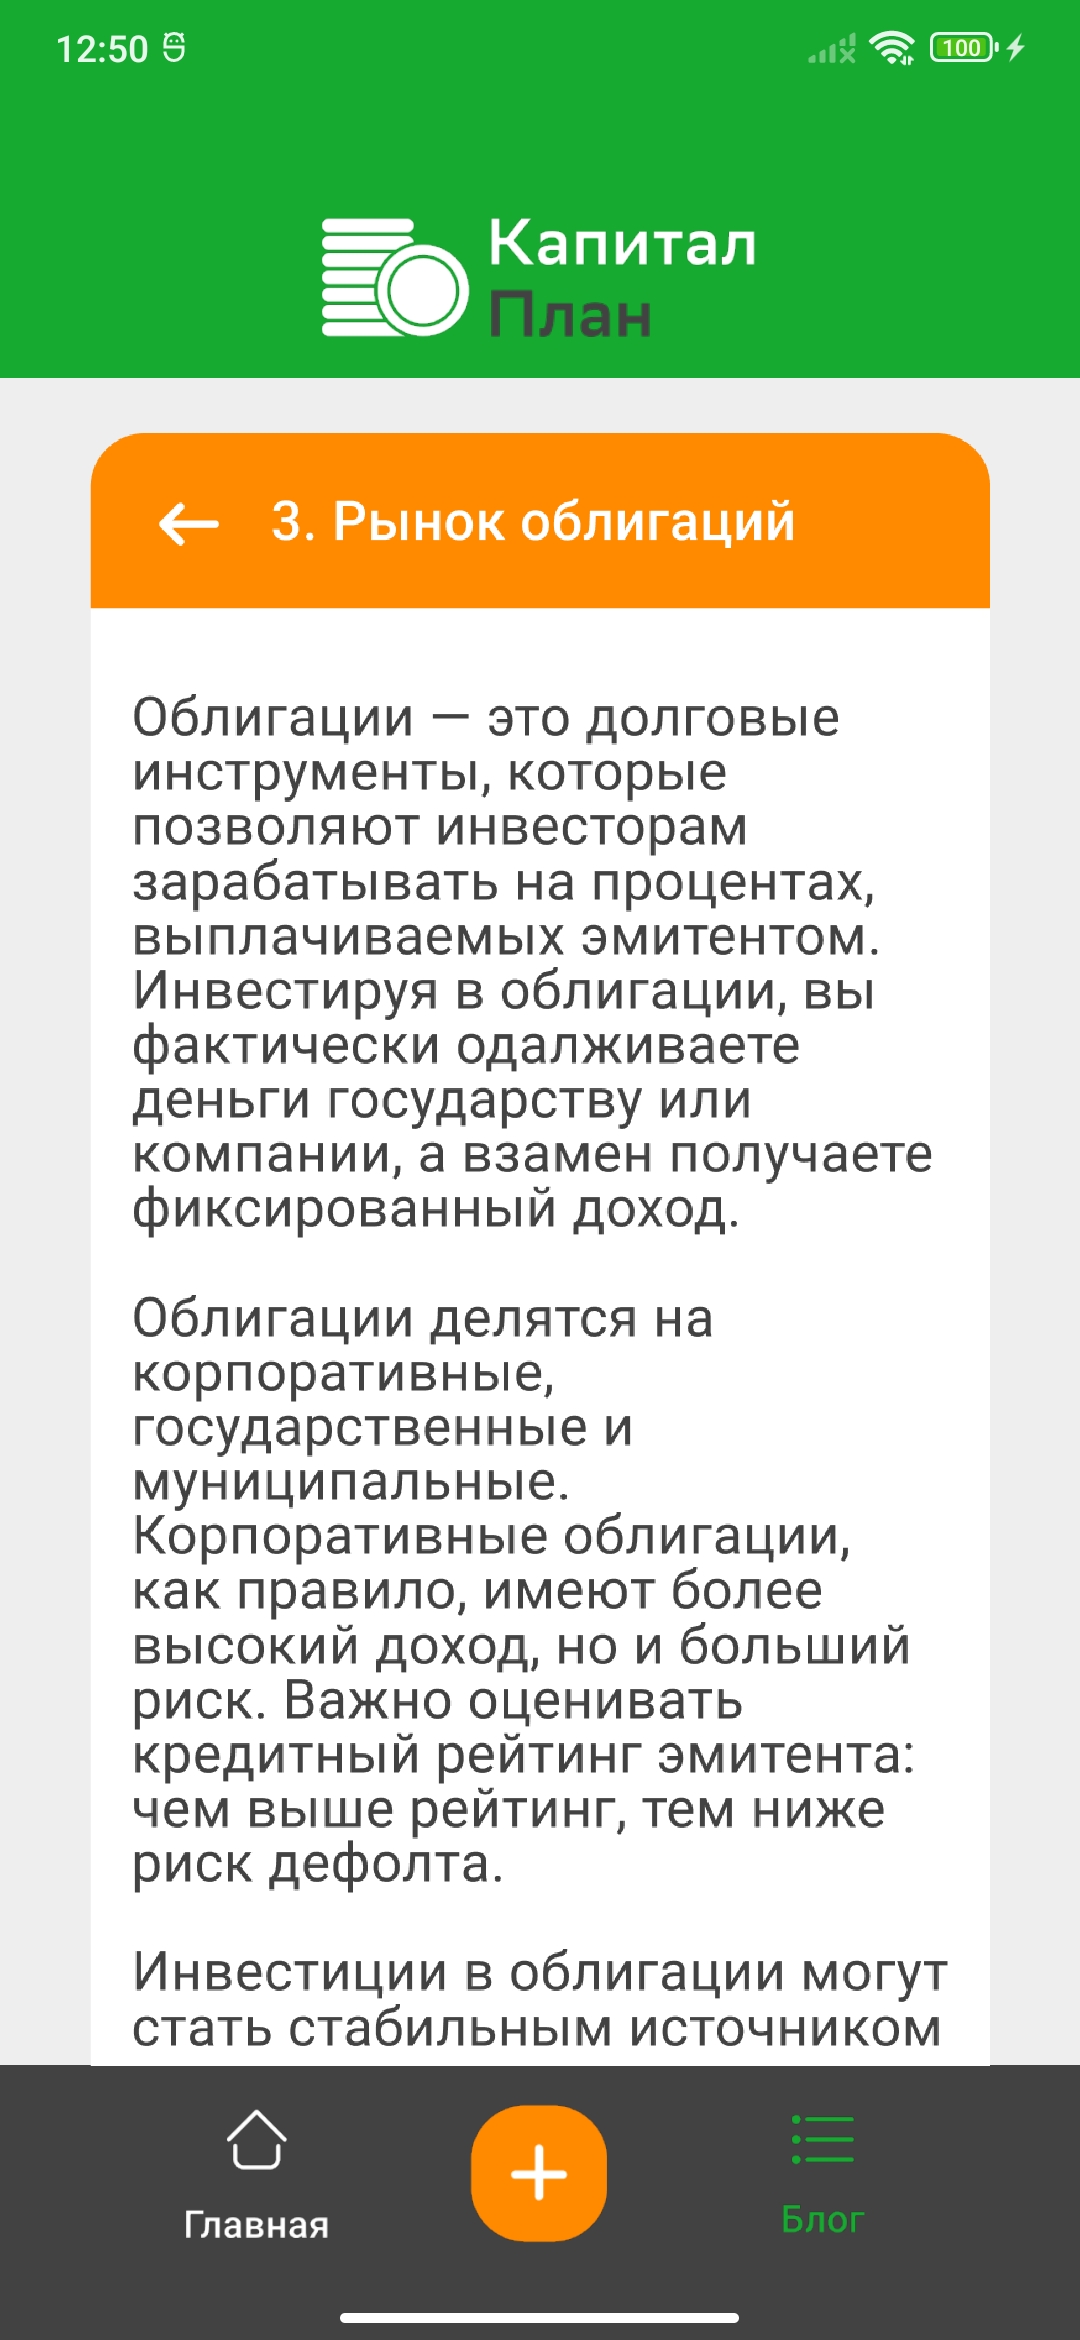 12:50
100
Капитал
План
3. Рынок облигаций
Облигации — это долговые
инструменты, которые
позволяют инвесторам
зарабатывать на процентах,
выплачиваемых эмитентом.
Инвестируя в облигации, вы
фактически одалживаете
деньги государству или
компании, а взамен получаете
фиксированный доход.
Облигации делятся на
корпоративные,
государственные и
муниципальные.
Корпоративные облигации,
как правило, имеют более
высокий доход, но и больший
риск. Важно оценивать
кредитный рейтинг эмитента:
чем выше рейтинг, тем ниже
риск дефолта.
Инвестиции в облигации могут
стать стабильным источником
Главная
Блог